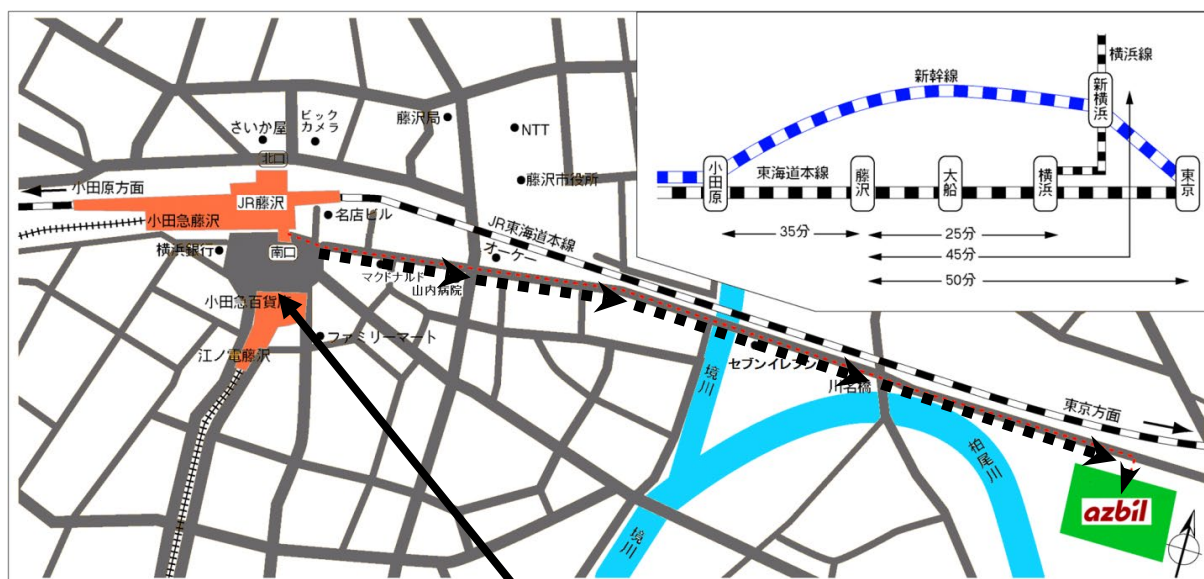 さいか屋
ビック
カメラ
藤沢局
NTT
藤沢市役所
北口
小田原方面
JR藤沢
小田急藤沢
名店ビル
JR東海道本線
横浜銀行
南口
オーケー
マクドナルド
山内病院
小田急百貨店
ファミリーマート
江ノ電藤沢
セブンイレブン
川名橋
境川
境川
柏尾川
東京方面
azbil
横浜線
新幹線
新横浜
東海道本線
小田原
藤沢
大船
横浜
東京
35分
25分
45分
50分